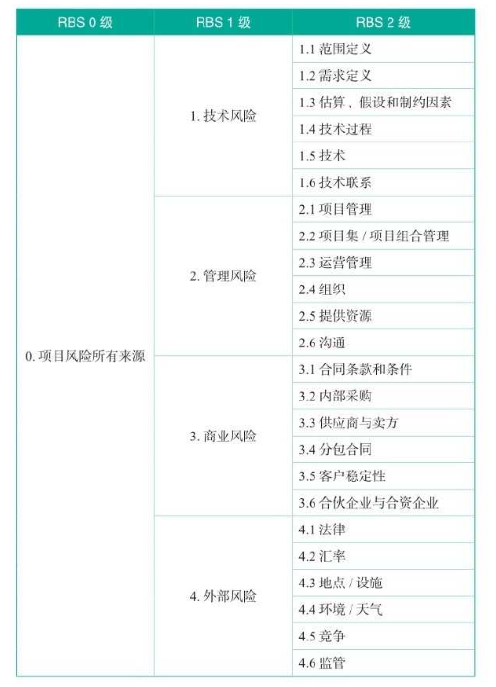 RBS 0 级 RBS 1 级 RBS 2 级
0. 项目风险所有来源
1. 技术风险
1.1 范围定义
1.2 需求定义
1.3 估算、假设和制约因素
1.4 技术过程
1.5 技术
1.6 技术联系
2. 管理风险
2.1 项目管理
2.2 项目集 / 项目组合管理
2.3 运营管理
2.4 组织
2.5 提供资源
2.6 沟通
3. 商业风险
3.1 合同条款和条件
3.2 内部采购
3.3 供应商与卖方
3.4 分包合同
3.5 客户稳定性
3.6 合伙企业与合资企业
4. 外部风险
4.1 法律
4.2 汇率
4.3 地点 / 设施
4.4 环境 / 天气
4.5 竞争
4.6 监管